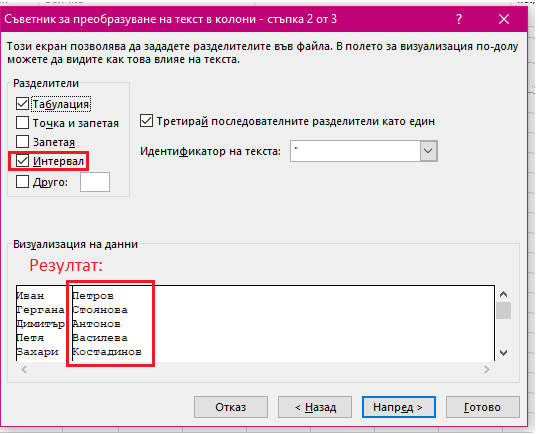 Съветник за преобразуване на текст в колони - стъпка 2 от 3
Този екран позволява да зададете разделителите във файла. В полето за визуализация по-долу
можете да видите как това влияе на текста.
Разделители
Табулация
Точка и запетая
Запетая
Интервал
Друго:
Третирай последователните разделители като един
Идентификатор на текста: "
Визуализация на данни
Резултат:
Иван Петров
Гергана Стоянова
Димитър Антонов
Петя Василева
Захари Костадинов
Отказ < Назад Напред > Готово